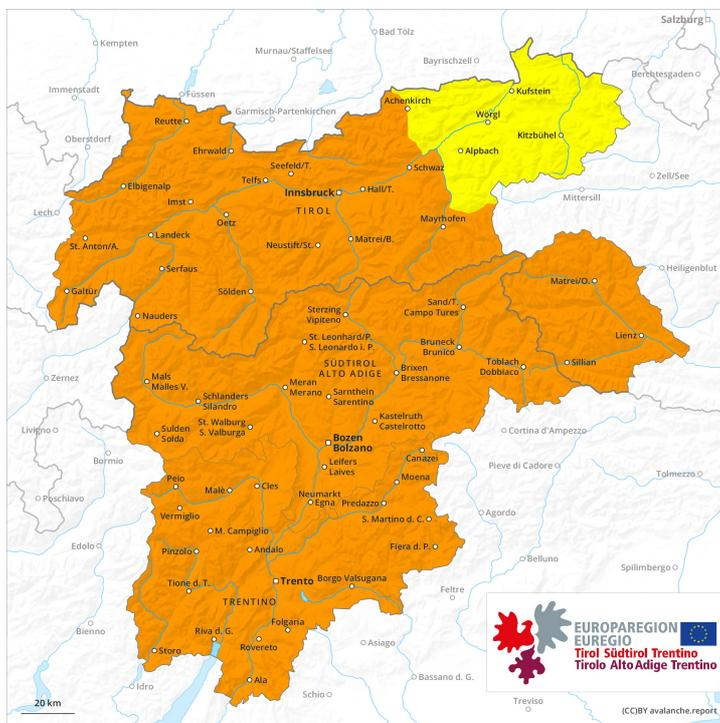 Salzburg
Kempten
Bad Tölz
Murnau/Staffelsee
Bayrischzell
Berchtesgaden
Immenstadt
Füssen
Garmisch-Partenkirchen
Achenkirch
Kufstein
Reutte
Wörgl
Oberstdorf
Ehrwald
Kitzbühel
Alpbach
Seefeld/T.
Schwaz
Telfs
Zell/See
Elbigenalp
Innsbruck
Hall/T.
Mittersill
Imst
TIROL
Lech
Oetz
Mayrhofen
Landeck
St. Anton/A.
Neustift/St.
Matrei/B.
Serfaus
Heiligenblut
Matrei/O.
Galtür
Sölden
Nauders
Sterzing
Vipiteno
Sand/T.
Campo Tures
Lienz
St. Leonhard/P.
S. Leonardo i. P.
Bruneck
Brunico
SÜDTIROL
ALTO ADIGE
Toblach
Dobbiaco
Sillian
Zernez
Mals
Malles V.
Meran
Merano
Brixen
Bressanone
Schlanders
Silandro
Sarnthein
Sarentino
Kastelruth
Castelrotto
Livigno
Sulden
Solda
St. Walburg
S. Valburga
Cortina d'Ampezzo
Bozen
Bolzano
Bormio
Canazei
Leifers
Laives
Pieve di Cadore
Tolmezzo
Peio
Malè
Cles
Moena
Poschiavo
Neumarkt
Egna
Predazzo
Vermiglio
Agordo
S. Martino d. C.
M. Campiglio
Edolo
Pinzolo
Andalo
Fiera d. P.
Belluno
Spilimbergo
Tione d. T.
Trento
Borgo Valsugana
Feltre
TRENTINO
Bienno
Folgaria
Riva d. G.
Rovereto
Asiago
Storo
Ala
Bassano d. G.
Idro
Schio
Treviso
EUROPAREGION
EUREGIO
Tirol Südtirol Trentino
Tirolo Alto Adige Trentino
20 km
(CC)BY avalanche.report